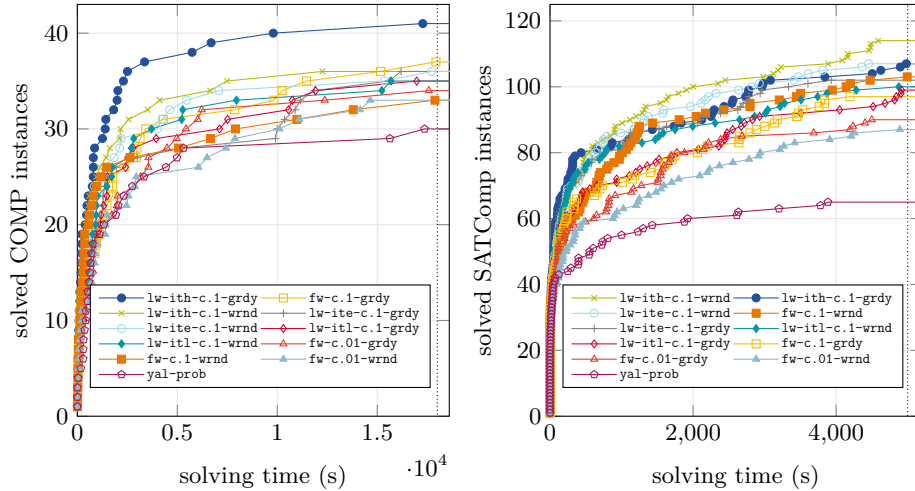 40
30
20
10
0
solved COMP instances
lw-ith-c.1-grdy
fw-c.1-grdy
lw-ith-c.1-wrnd
lw-ite-c.1-grdy
lw-ite-c.1-wrnd
lw-itl-c.1-grdy
lw-itl-c.1-wrnd
fw-c.01-grdy
fw-c.1-wrnd
fw-c.01-wrnd
yal-prob
0
0.5
1
1.5
·10^4
solving time (s)
120
100
80
60
40
20
0
solved SATComp instances
lw-ith-c.1-wrnd
lw-ith-c.1-grdy
lw-ite-c.1-wrnd
fw-c.1-wrnd
lw-ite-c.1-grdy
lw-itl-c.1-wrnd
lw-itl-c.1-grdy
fw-c.1-grdy
fw-c.01-grdy
fw-c.01-wrnd
yal-prob
0
2,000
4,000
solving time (s)